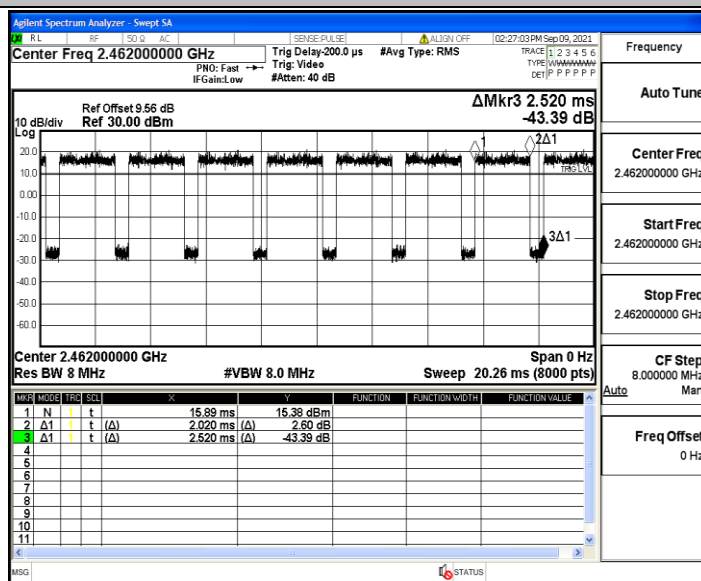 Agilent Spectrum Analyzer - Swept SA
RL RF 50 Ω AC SENSE:PULSE ALIGN OFF 02:27:03 PM Sep 09, 2021
Center Freq 2.462000000 GHz
PNO: Fast
IFGain:Low
Trig Delay-200.0 µs
Trig: Video
#Atten: 40 dB
#Avg Type: RMS
TRACE 1 2 3 4 5 6
TYPE WWWWWW
DET P P P P P P
Ref Offset 9.56 dB
Ref 30.00 dBm
10 dB/div
Log
ΔMkr3 2.520 ms
-43.39 dB
20.0
10.0
0.00
-10.0
-20.0
-30.0
-40.0
-50.0
-60.0
1
2Δ1
TRIG LVL
3Δ1
Center 2.462000000 GHz Span 0 Hz
Res BW 8 MHz #VBW 8.0 MHz Sweep 20.26 ms (8000 pts)
MKR MODE TRC SCL X Y FUNCTION FUNCTION WIDTH FUNCTION VALUE
1 N 1 t 15.89 ms 15.38 dBm
2 Δ1 1 t (Δ) 2.020 ms (Δ) 2.60 dB
3 Δ1 1 t (Δ) 2.520 ms (Δ) -43.39 dB
4
5
6
7
8
9
10
11
MSG STATUS
Frequency
Auto Tune
Center Freq
2.462000000 GHz
Start Freq
2.462000000 GHz
Stop Freq
2.462000000 GHz
CF Step
8.000000 MHz
Auto Man
Freq Offset
0 Hz